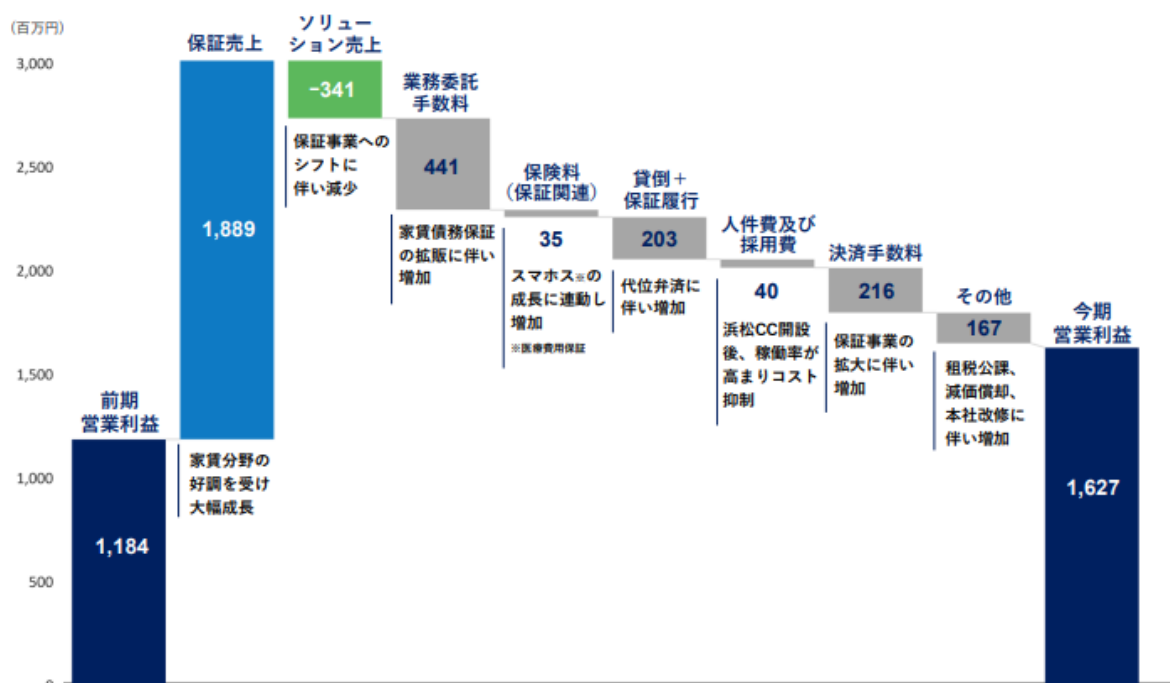 (百万円)
3,000
2,500
2,000
1,500
1,000
500
0
前期
営業利益
1,184
保証売上
1,889
家賃分野の
好調を受け
大幅成長
ソリュー
ション売上
−341
保証事業への
シフトに
伴い減少
業務委託
手数料
441
家賃債務保証
の拡販に伴い
増加
保険料
(保証関連)
35
スマホス※の
成長に連動し
増加
※医療費用保証
貸倒＋
保証履行
203
代位弁済に
伴い増加
人件費及び
採用費
40
浜松CC開設
後、稼働率が
高まりコスト
抑制
決済手数料
216
保証事業の
拡大に伴い
増加
その他
167
租税公課、
減価償却、
本社改修に
伴い増加
今期
営業利益
1,627